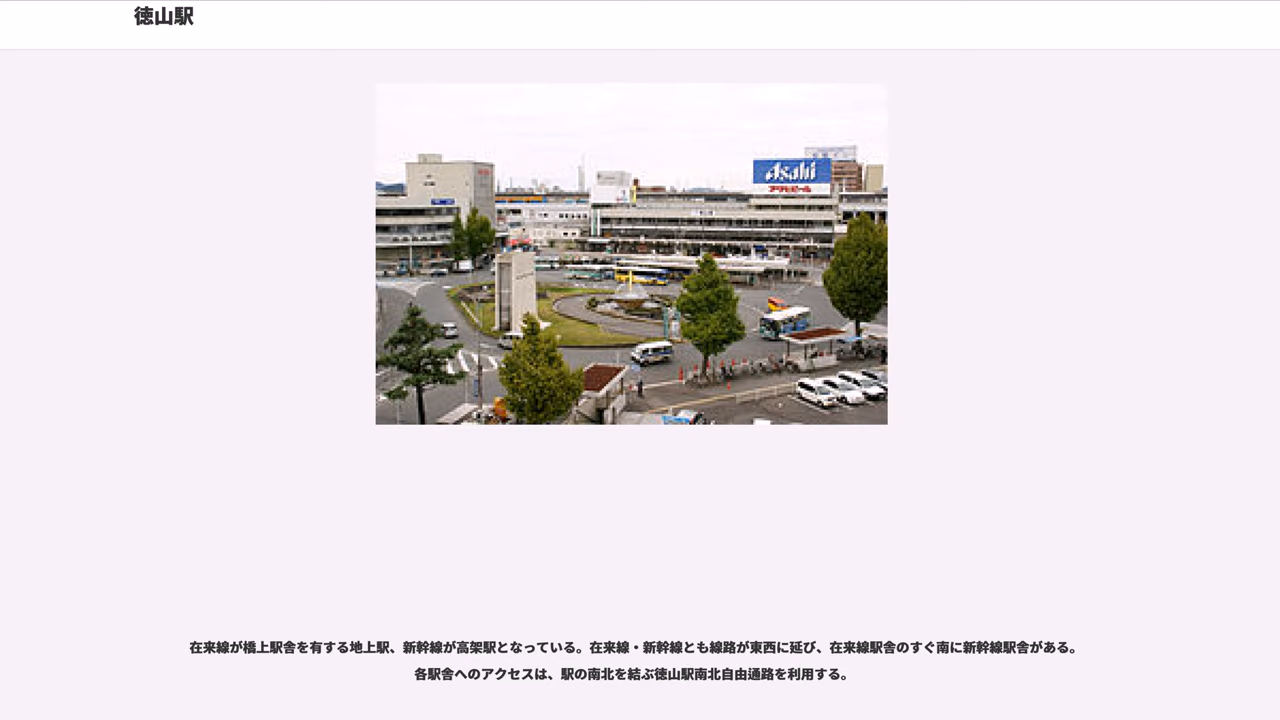 徳山駅
Asahi
アサヒビール
在来線が橋上駅舎を有する地上駅、新幹線が高架駅となっている。在来線・新幹線とも線路が東西に延び、在来線駅舎のすぐ南に新幹線駅舎がある。
各駅舎へのアクセスは、駅の南北を結ぶ徳山駅南北自由通路を利用する。